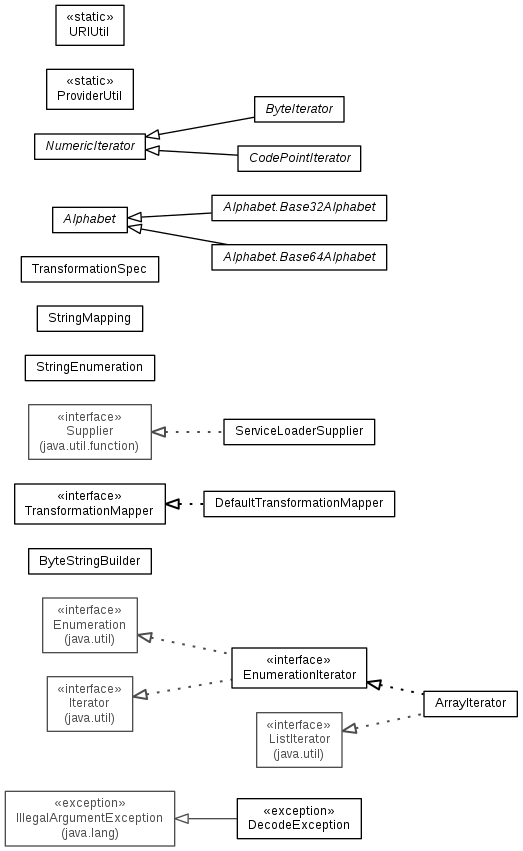 «static»
URIUtil
«static»
ProviderUtil
ByteIterator
NumericIterator
CodePointIterator
Alphabet.Base32Alphabet
Alphabet
Alphabet.Base64Alphabet
TransformationSpec
StringMapping
StringEnumeration
«interface»
Supplier
(java.util.function)
ServiceLoaderSupplier
«interface»
TransformationMapper
DefaultTransformationMapper
ByteStringBuilder
«interface»
Enumeration
(java.util)
«interface»
EnumerationIterator
«interface»
Iterator
(java.util)
ArrayIterator
«interface»
ListIterator
(java.util)
«exception»
IllegalArgumentException
(java.lang)
«exception»
DecodeException